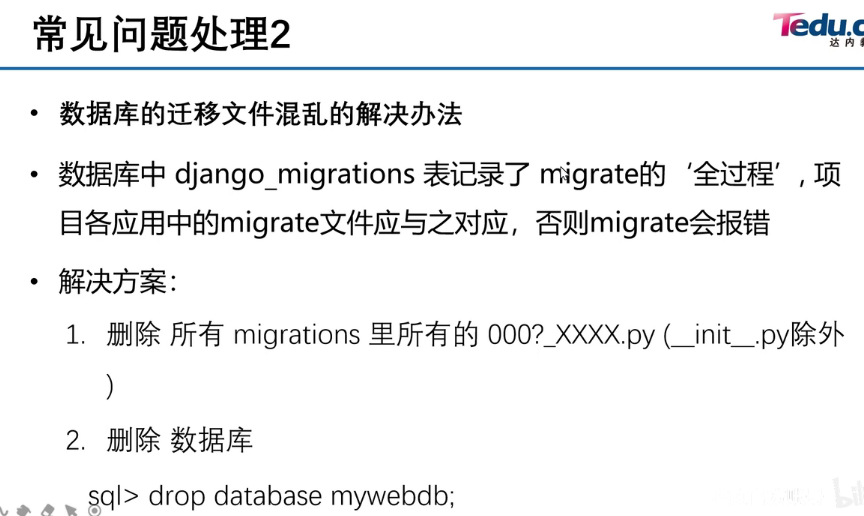 常见问题处理2
Tedu.c
达内教
• 数据库的迁移文件混乱的解决办法
• 数据库中 django_migrations 表记录了 migrate的‘全过程’, 项
目各应用中的migrate文件应与之对应，否则migrate会报错
• 解决方案：
1. 删除 所有 migrations 里所有的 000?_XXXX.py (__init__.py除外
)
2. 删除 数据库
sql> drop database mywebdb;